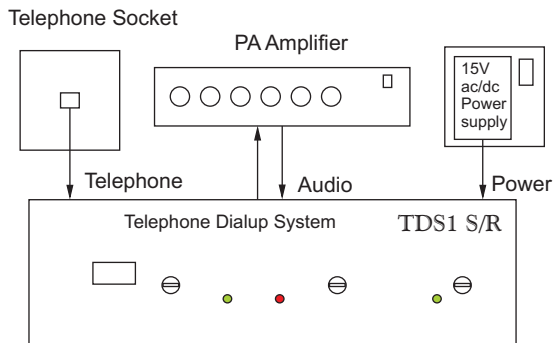 Telephone Socket
PA Amplifier
15V
ac/dc
Power
supply
Telephone
Audio
Power
Telephone Dialup System
TDS1 S/R